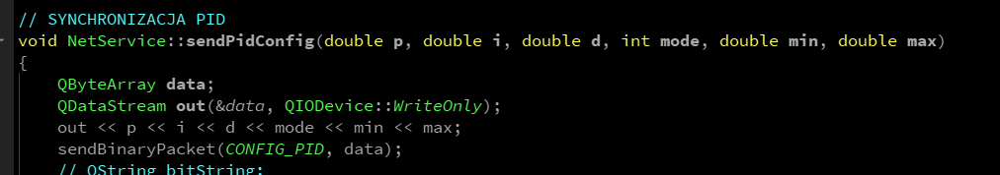 // SYNCHRONIZACJA PID
void NetService::sendPidConfig(double p, double i, double d, int mode, double min, double max)
{
    QByteArray data;
    QDataStream out(&data, QIODevice::WriteOnly);
    out << p << i << d << mode << min << max;
    sendBinaryPacket(CONFIG_PID, data);
    // QString bitString;